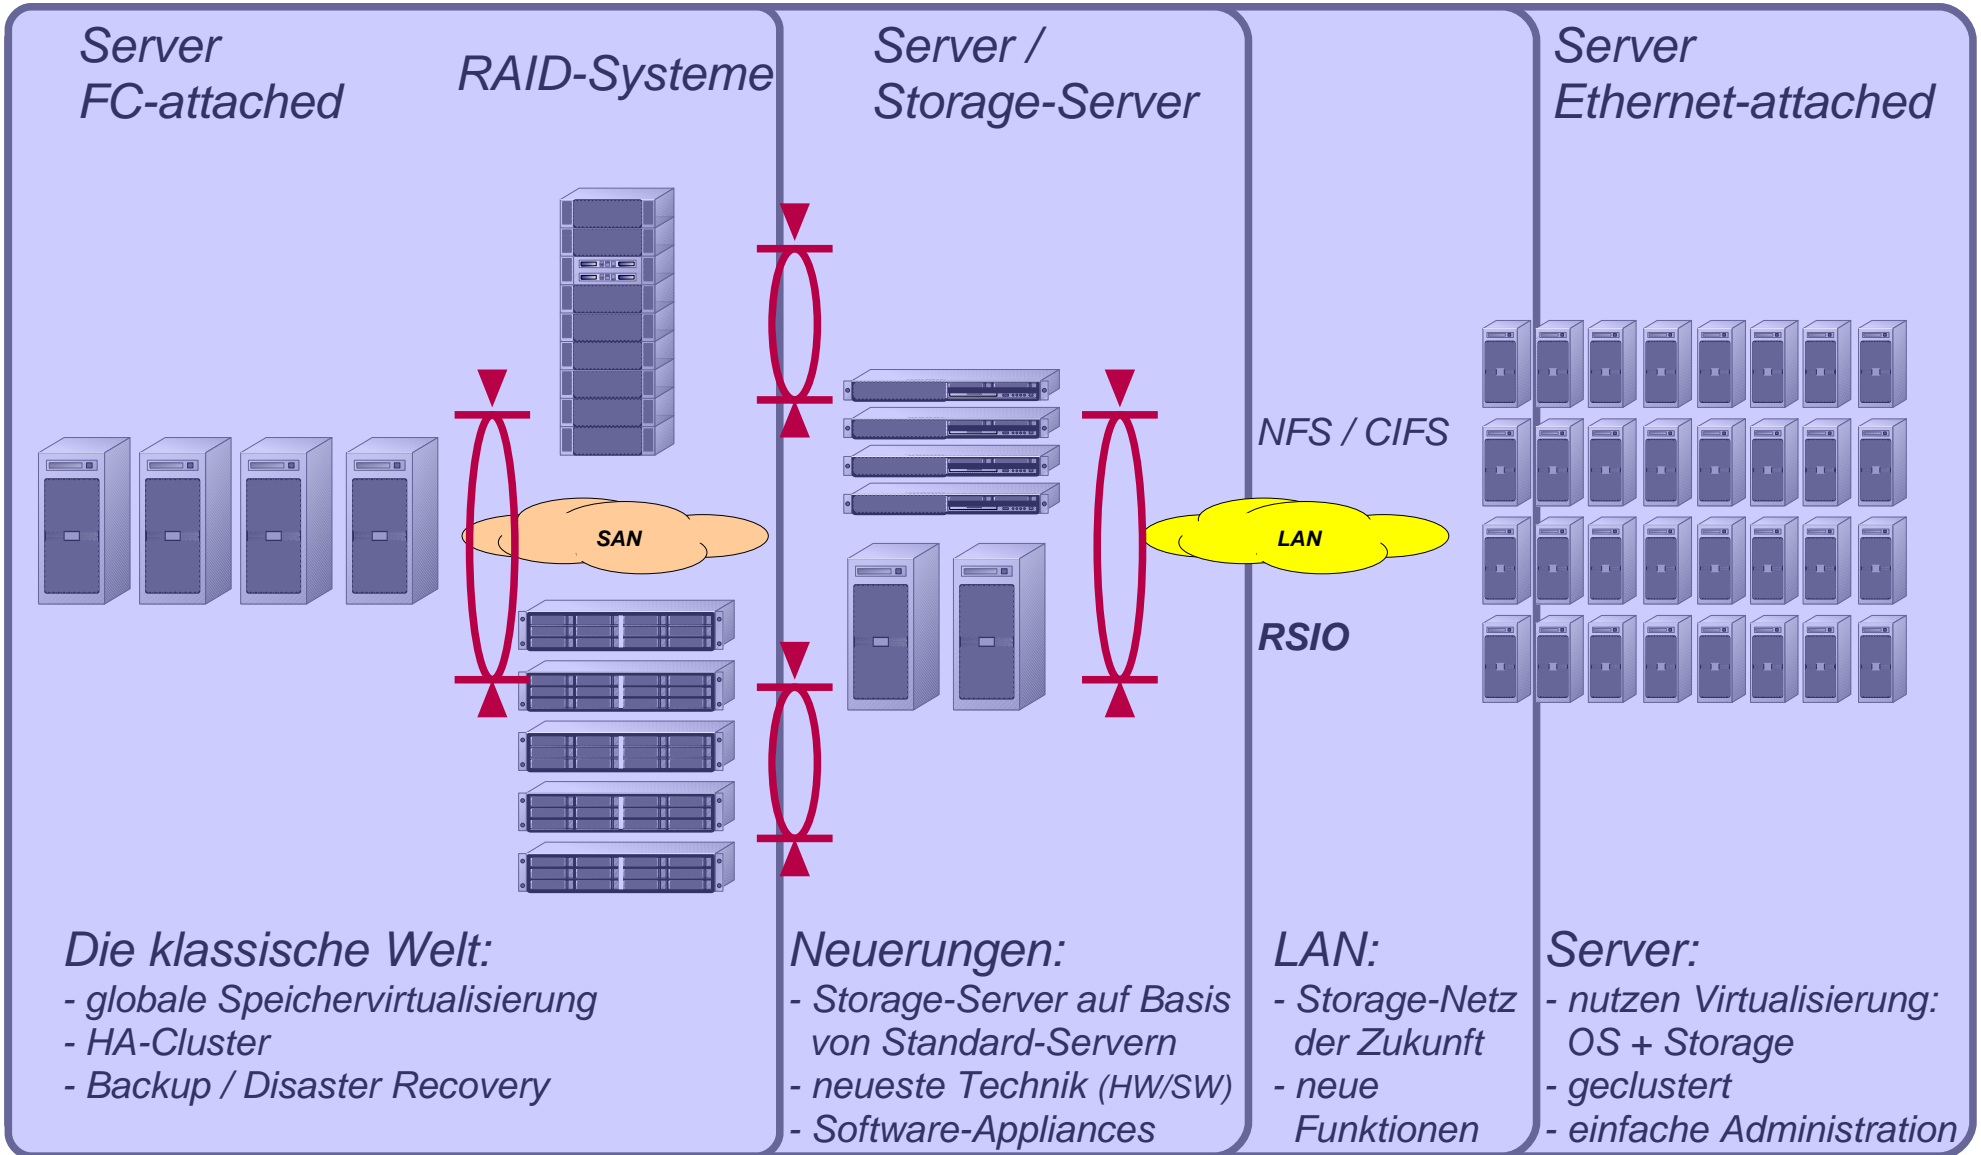 Server
FC-attached
RAID-Systeme
Server /
Storage-Server
Server
Ethernet-attached
NFS / CIFS
SAN
LAN
RSIO
Die klassische Welt:
- globale Speichervirtualisierung
- HA-Cluster
- Backup / Disaster Recovery
Neuerungen:
- Storage-Server auf Basis
von Standard-Servern
- neueste Technik (HW/SW)
- Software-Appliances
LAN:
- Storage-Netz
der Zukunft
- neue
Funktionen
Server:
- nutzen Virtualisierung:
OS + Storage
- geclustert
- einfache Administration